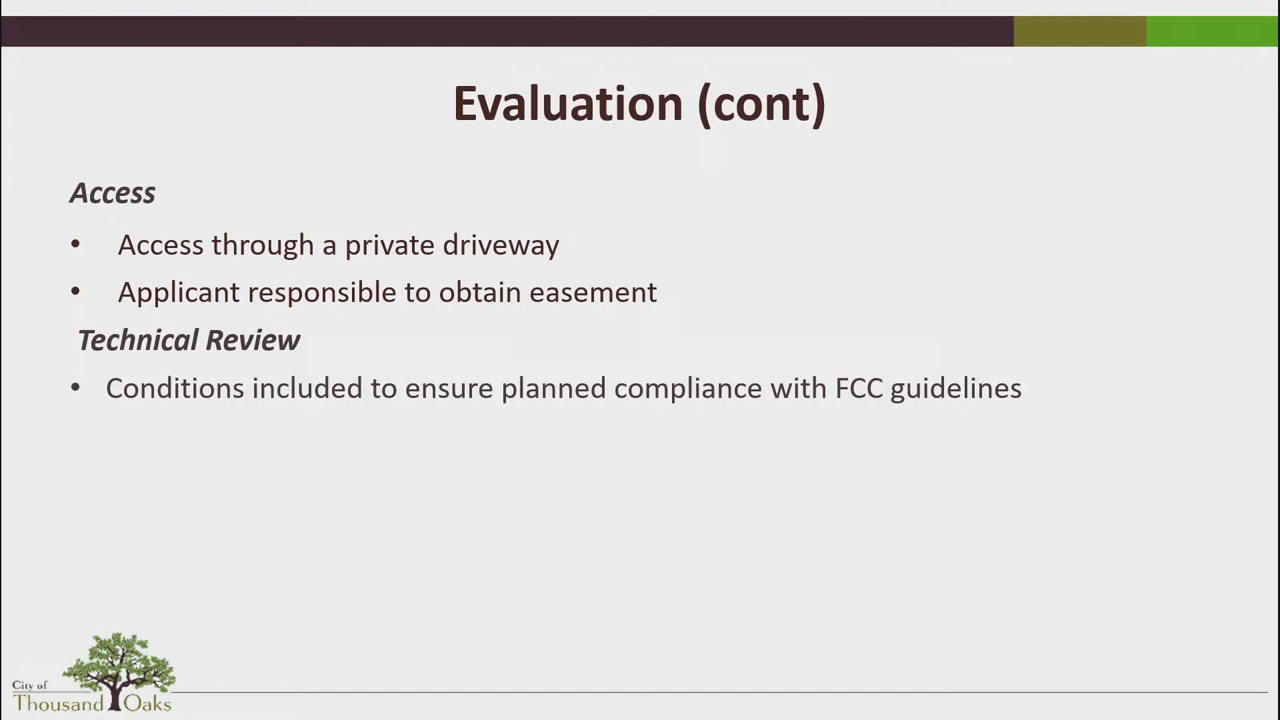 Evaluation (cont)
Access
• Access through a private driveway
• Applicant responsible to obtain easement
Technical Review
• Conditions included to ensure planned compliance with FCC guidelines
City of
Thousand Oaks